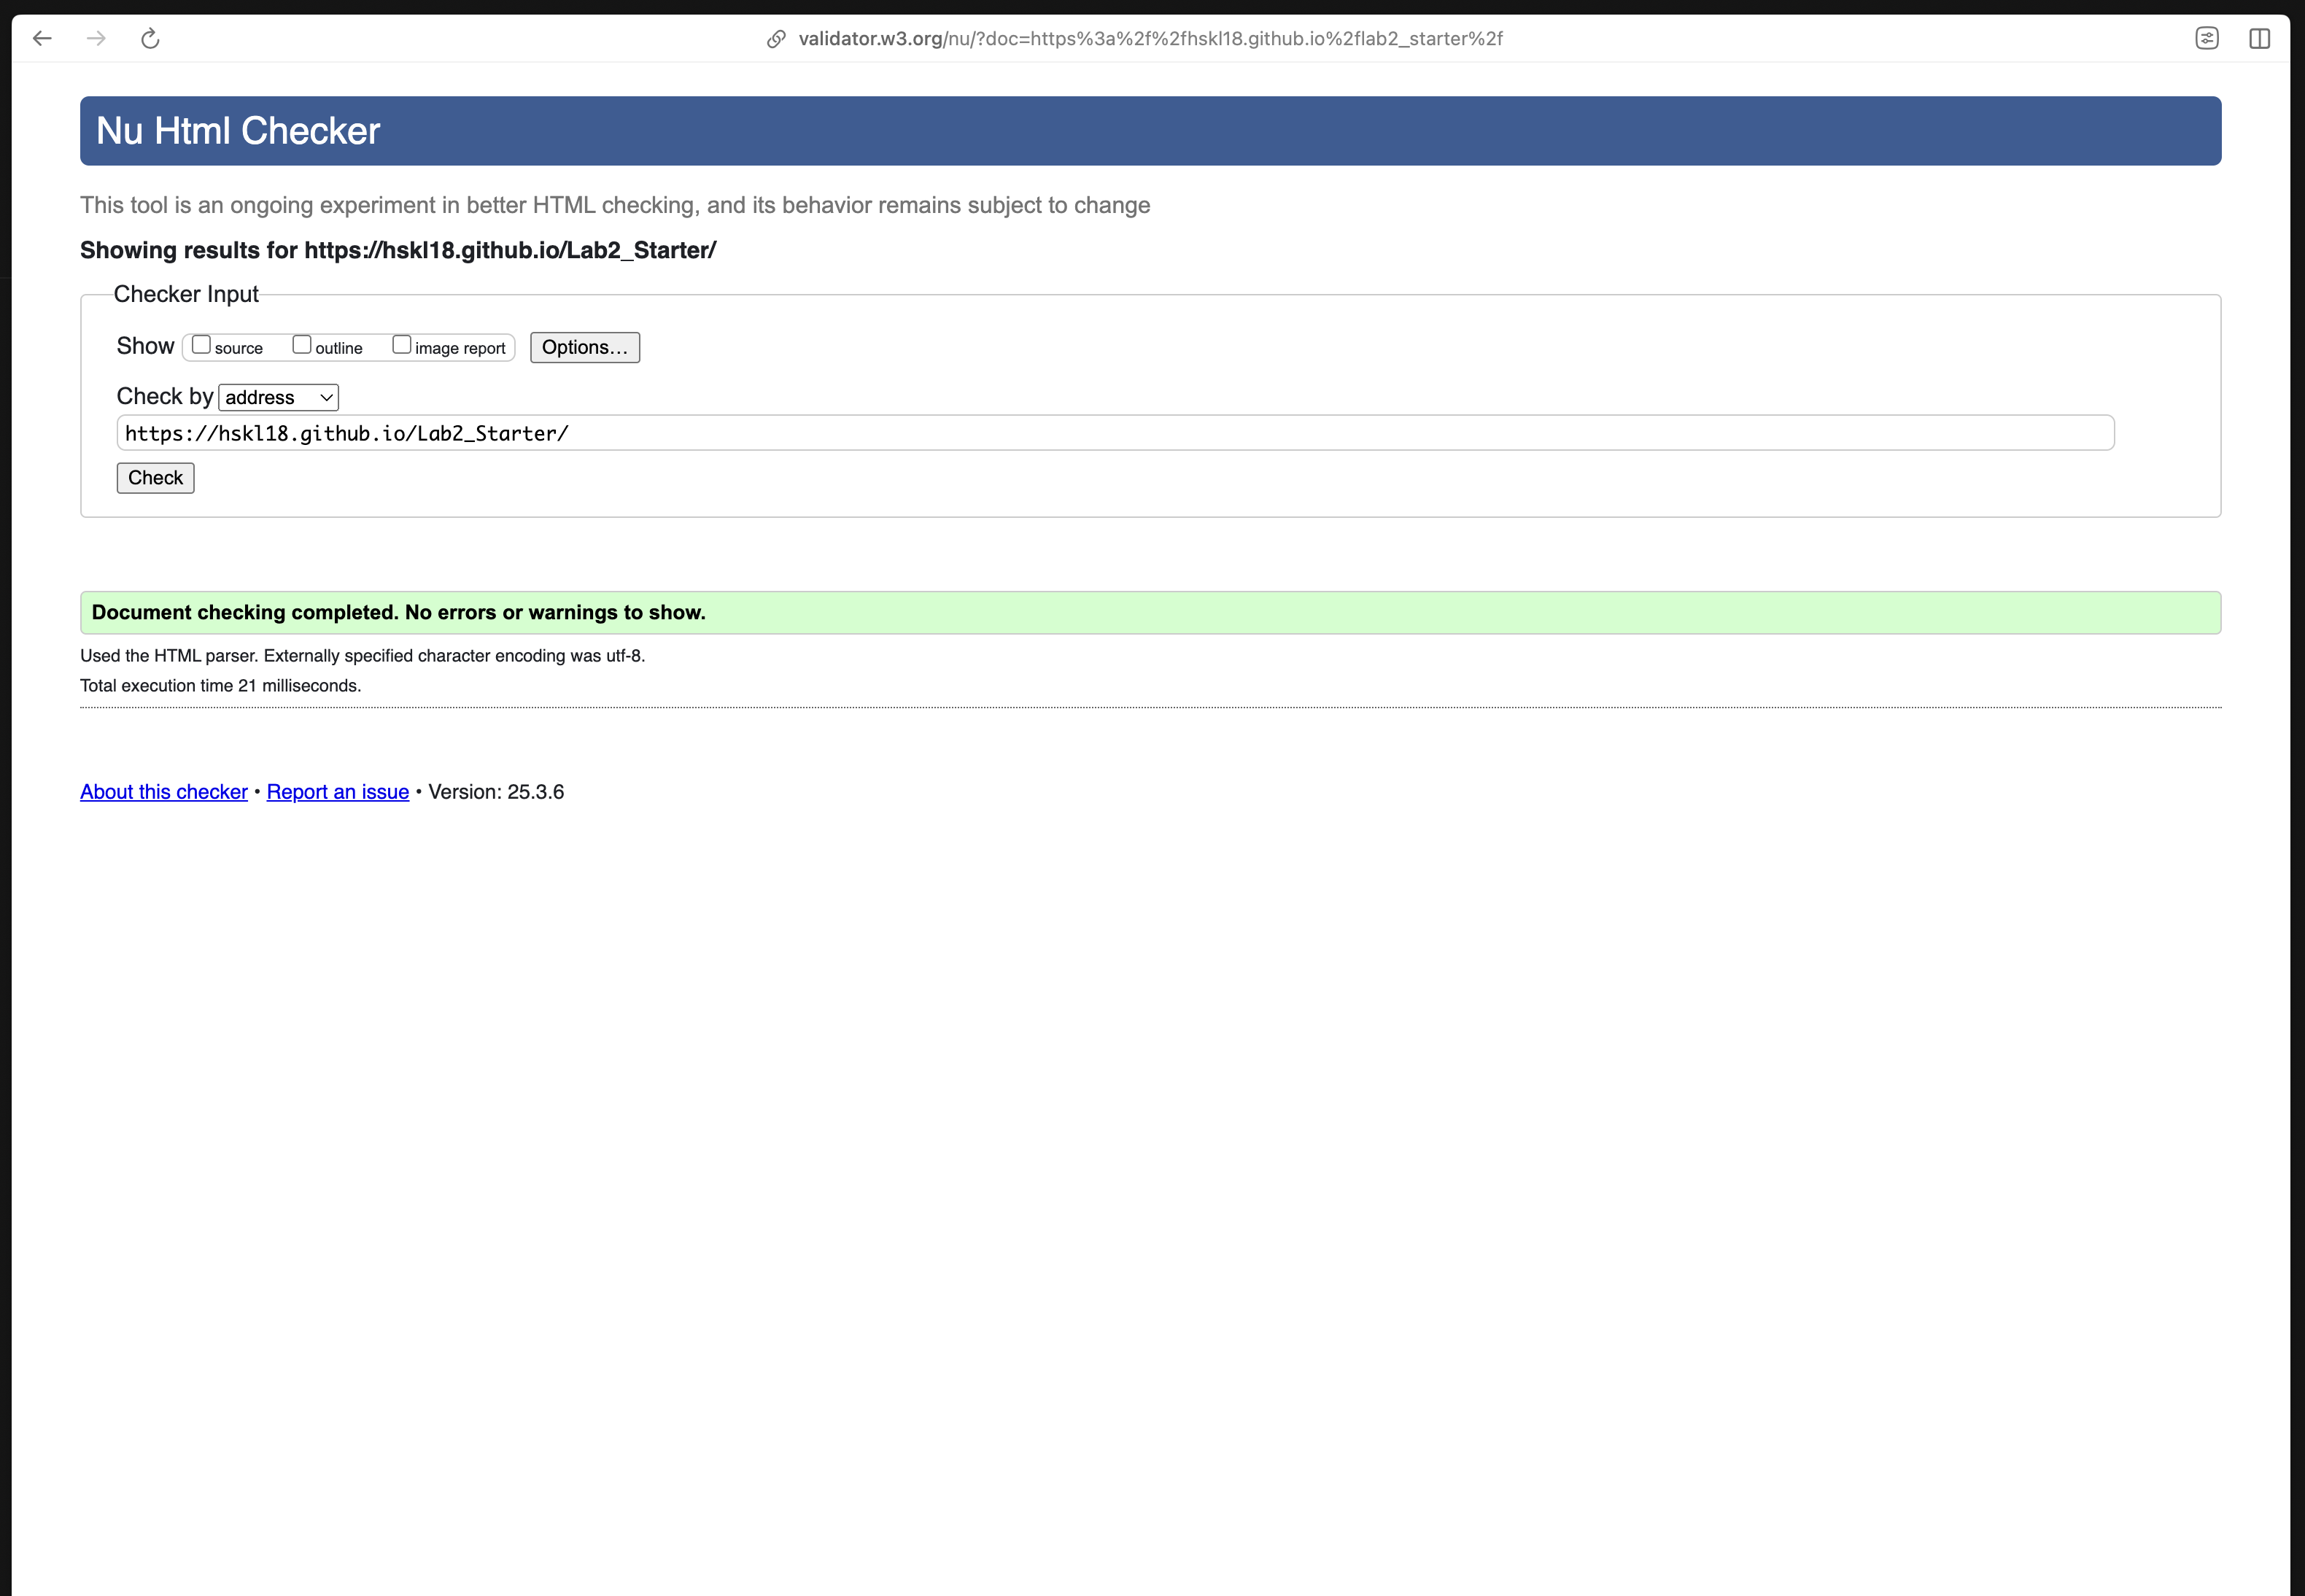 validator.w3.org/nu/?doc=https%3a%2f%2fhskl18.github.io%2flab2_starter%2f
Nu Html Checker
This tool is an ongoing experiment in better HTML checking, and its behavior remains subject to change
Showing results for https://hskl18.github.io/Lab2_Starter/
Checker Input
Show source outline image report Options...
Check by address
https://hskl18.github.io/Lab2_Starter/
Check
Document checking completed. No errors or warnings to show.
Used the HTML parser. Externally specified character encoding was utf-8.
Total execution time 21 milliseconds.
About this checker • Report an issue • Version: 25.3.6